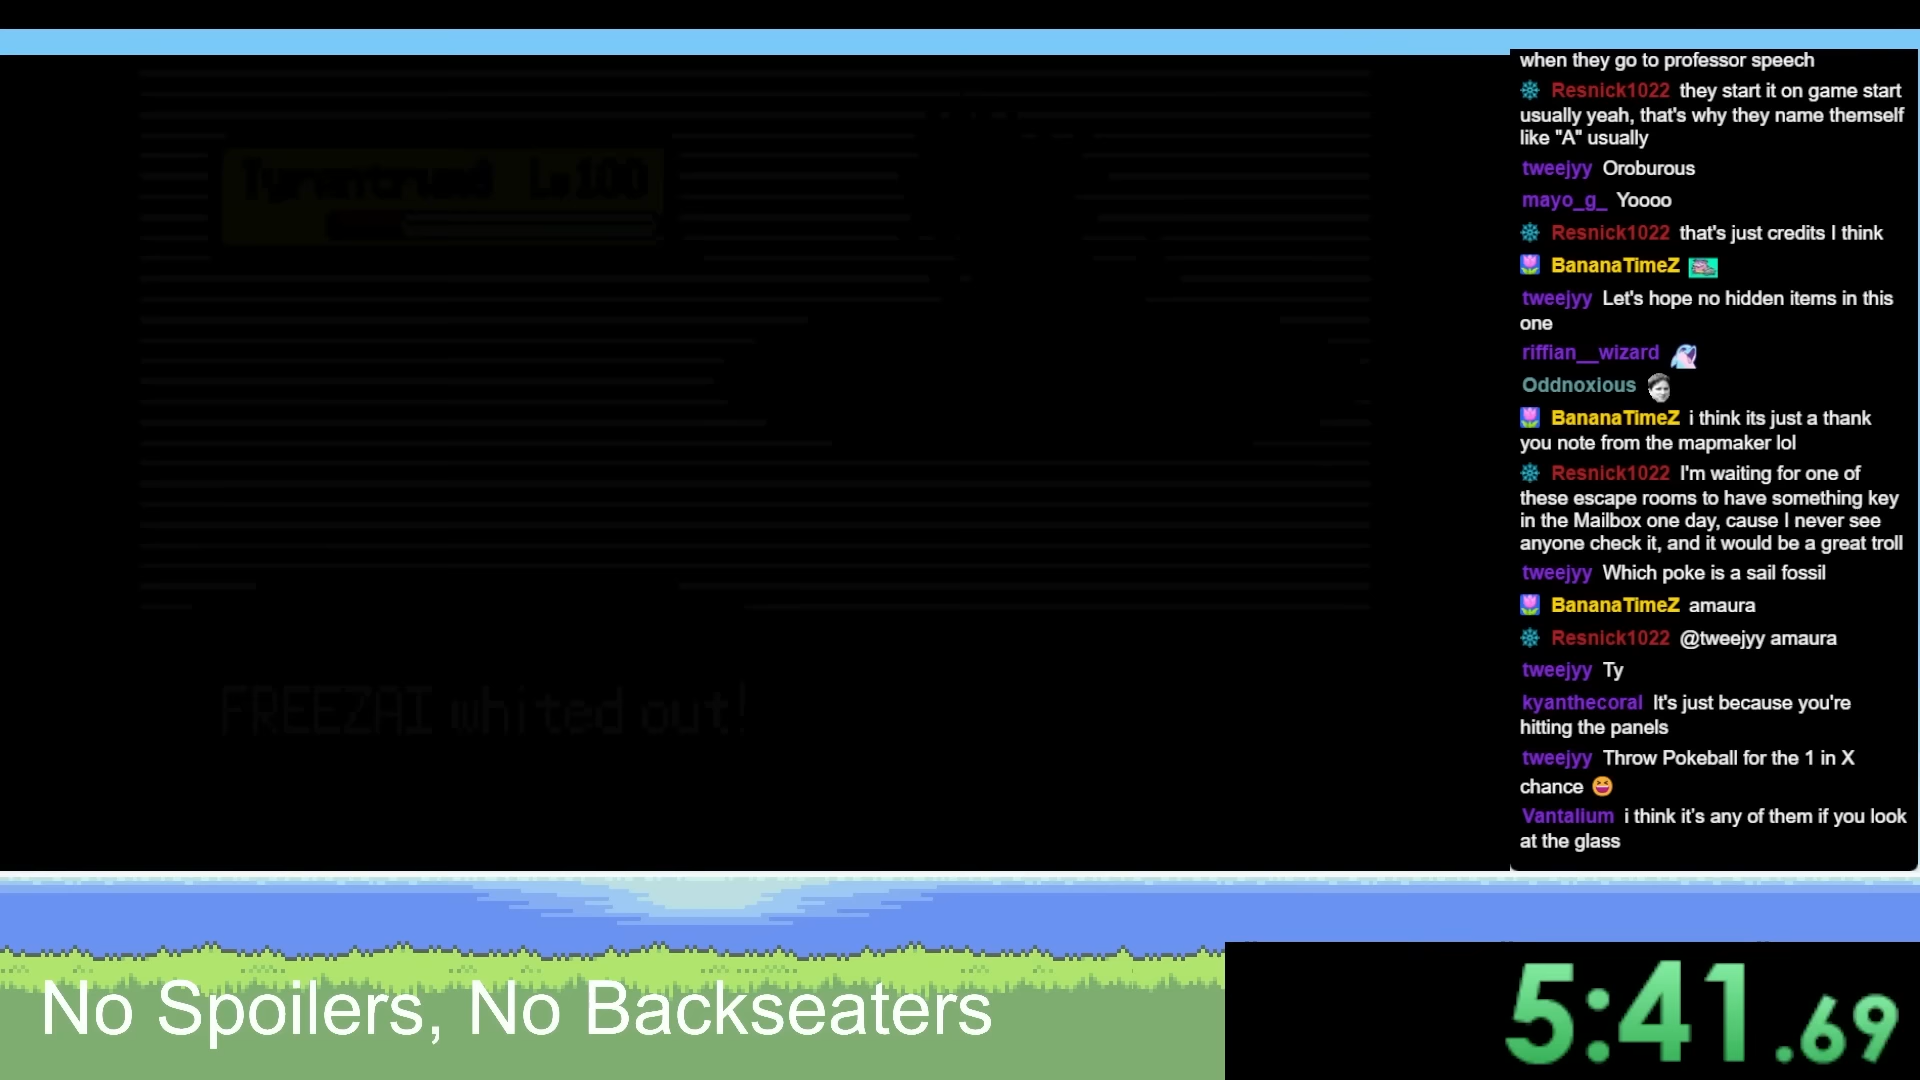 Tyrantrum♂ Lv100
FREEZAI whited out!
when they go to professor speech
Resnick1022 they start it on game start
usually yeah, that's why they name themself
like "A" usually
tweejyy Oroburous
mayo_g_ Yoooo
Resnick1022 that's just credits I think
BananaTimeZ
tweejyy Let's hope no hidden items in this
one
riffian__wizard
Oddnoxious
BananaTimeZ i think its just a thank
you note from the mapmaker lol
Resnick1022 I'm waiting for one of
these escape rooms to have something key
in the Mailbox one day, cause I never see
anyone check it, and it would be a great troll
tweejyy Which poke is a sail fossil
BananaTimeZ amaura
Resnick1022 @tweejyy amaura
tweejyy Ty
kyanthecoral It's just because you're
hitting the panels
tweejyy Throw Pokeball for the 1 in X
chance 😆
Vantalium i think it's any of them if you look
at the glass
No Spoilers, No Backseaters
5:41.69